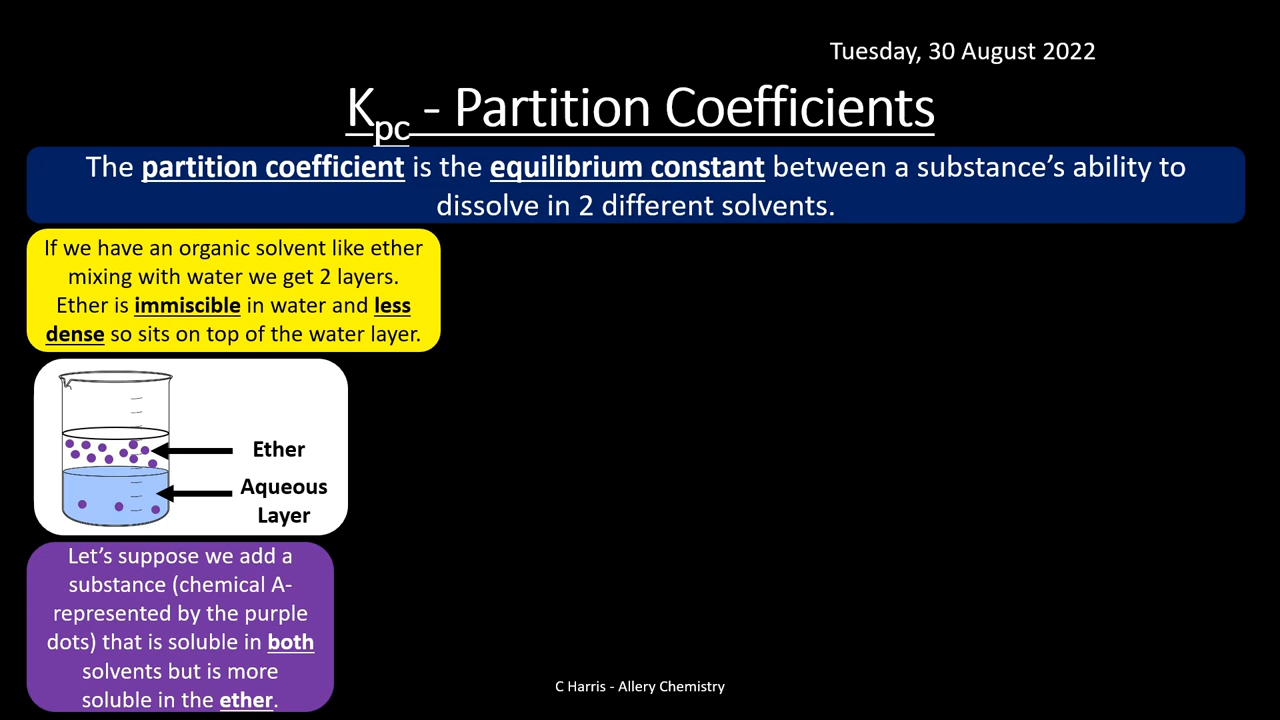 Tuesday, 30 August 2022
Kpc - Partition Coefficients
The partition coefficient is the equilibrium constant between a substance’s ability to
dissolve in 2 different solvents.
If we have an organic solvent like ether
mixing with water we get 2 layers.
Ether is immiscible in water and less
dense so sits on top of the water layer.
Ether
Aqueous
Layer
Let’s suppose we add a
substance (chemical A-
represented by the purple
dots) that is soluble in both
solvents but is more
soluble in the ether.
C Harris - Allery Chemistry